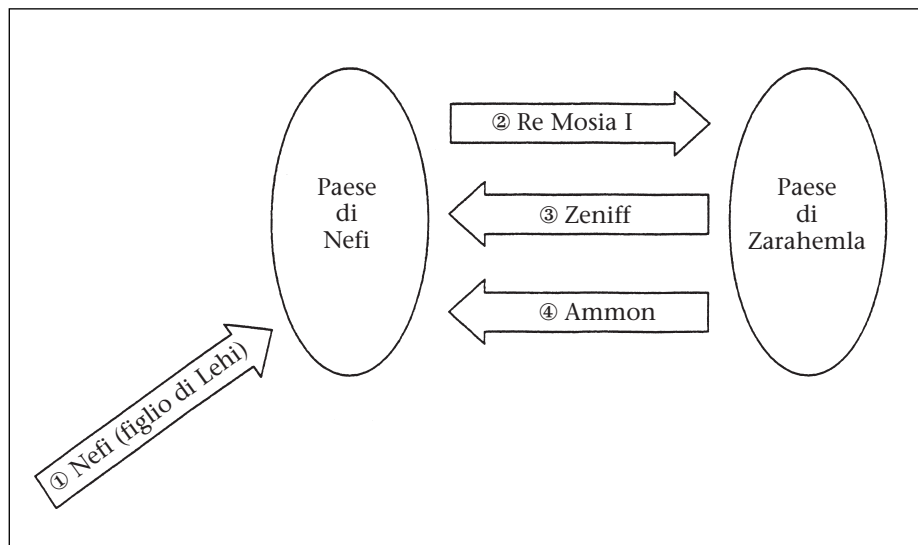 Paese
di
Nefi
② Re Mosia I
③ Zeniff
④ Ammon
Paese
di
Zarahemla
① Nefi (figlio di Lehi)